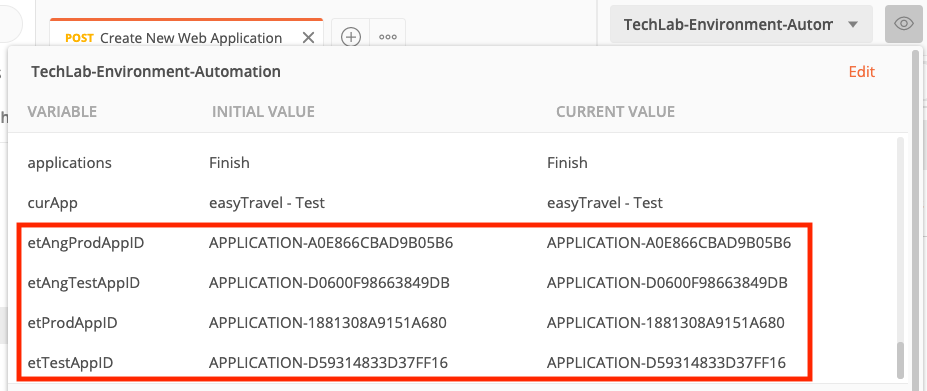 POST Create New Web Application
TechLab-Environment-Autom
TechLab-Environment-Automation Edit
VARIABLE INITIAL VALUE CURRENT VALUE
applications Finish Finish
curApp easyTravel - Test easyTravel - Test
etAngProdAppID APPLICATION-A0E866CBAD9B05B6 APPLICATION-A0E866CBAD9B05B6
etAngTestAppID APPLICATION-D0600F98663849DB APPLICATION-D0600F98663849DB
etProdAppID APPLICATION-1881308A9151A680 APPLICATION-1881308A9151A680
etTestAppID APPLICATION-D59314833D37FF16 APPLICATION-D59314833D37FF16